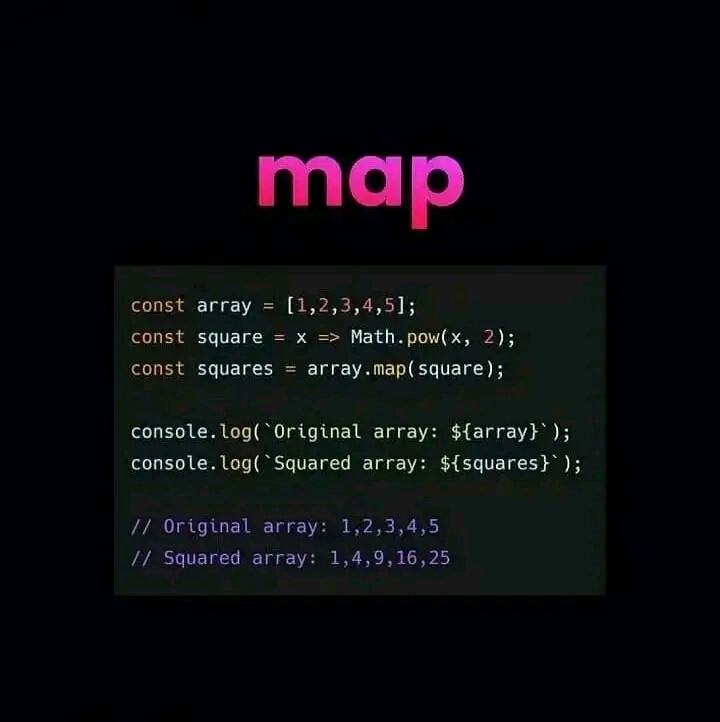 map
const array = [1,2,3,4,5];
const square = x => Math.pow(x, 2);
const squares = array.map(square);
console.log(`Original array: ${array}`);
console.log(`Squared array: ${squares}`);
// Original array: 1,2,3,4,5
// Squared array: 1,4,9,16,25